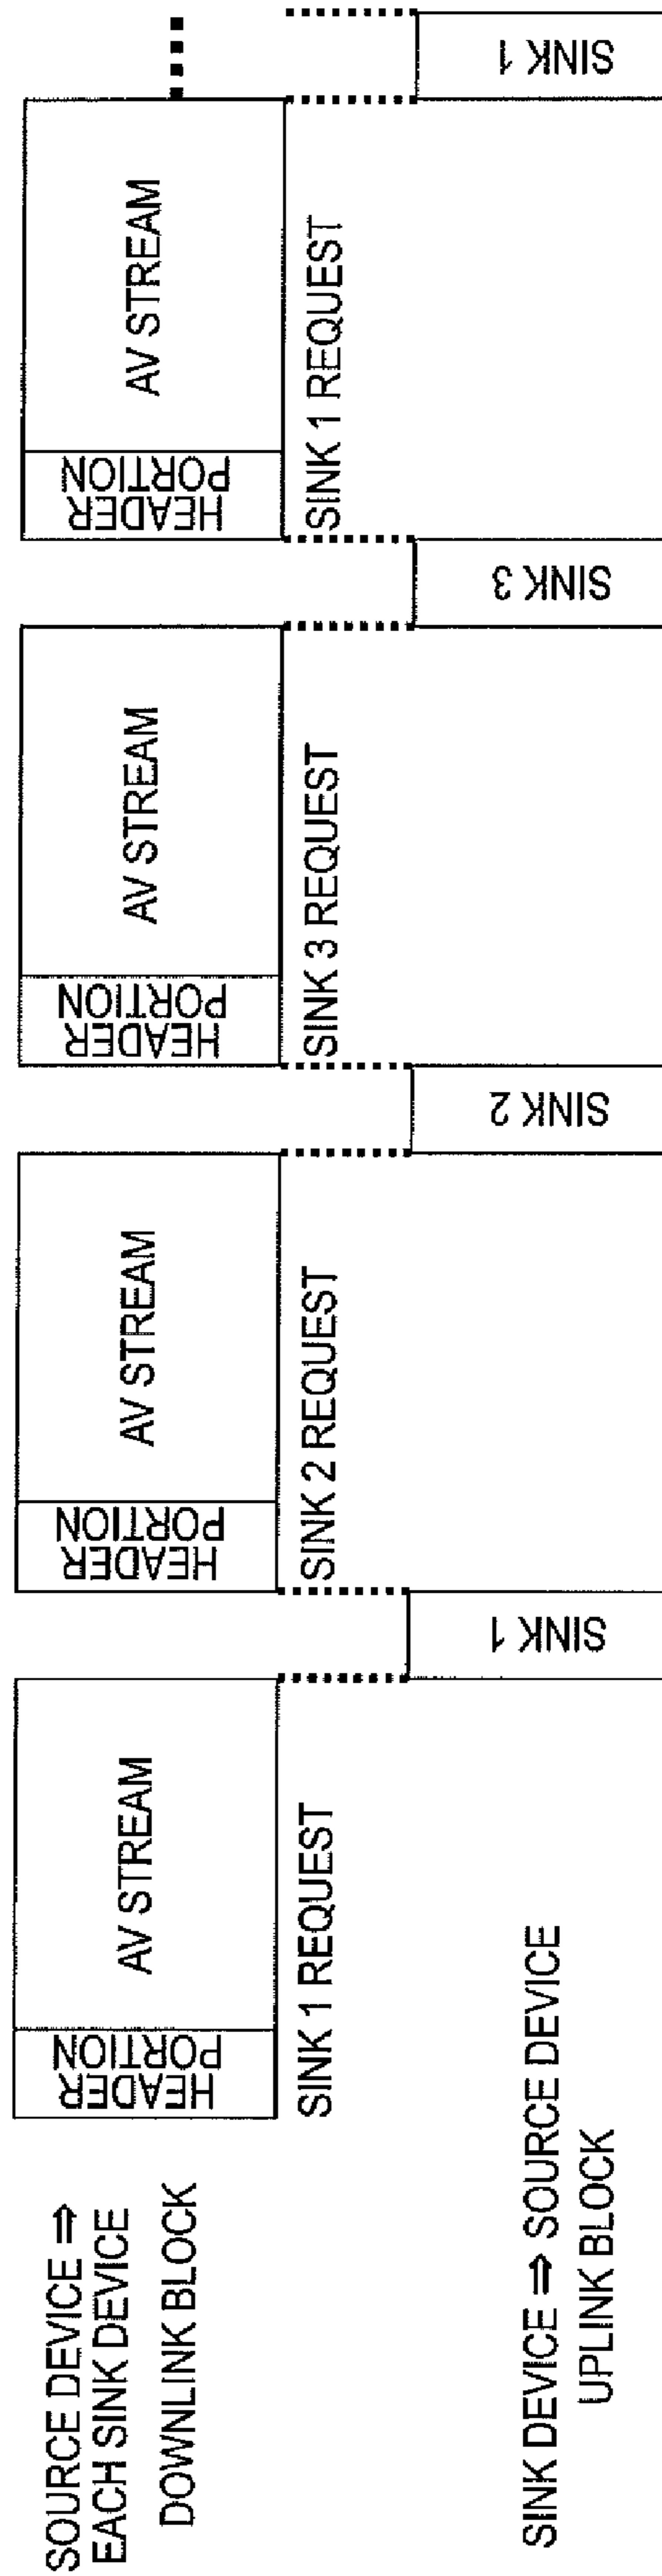 SOURCE DEVICE ⇒
EACH SINK DEVICE
DOWNLINK BLOCK
HEADER
PORTION
AV STREAM
SINK 1 REQUEST
HEADER
PORTION
AV STREAM
SINK 2 REQUEST
HEADER
PORTION
AV STREAM
SINK 3 REQUEST
HEADER
PORTION
AV STREAM
SINK 1 REQUEST
SINK DEVICE ⇒ SOURCE DEVICE
UPLINK BLOCK
SINK 1
SINK 2
SINK 3
SINK 1